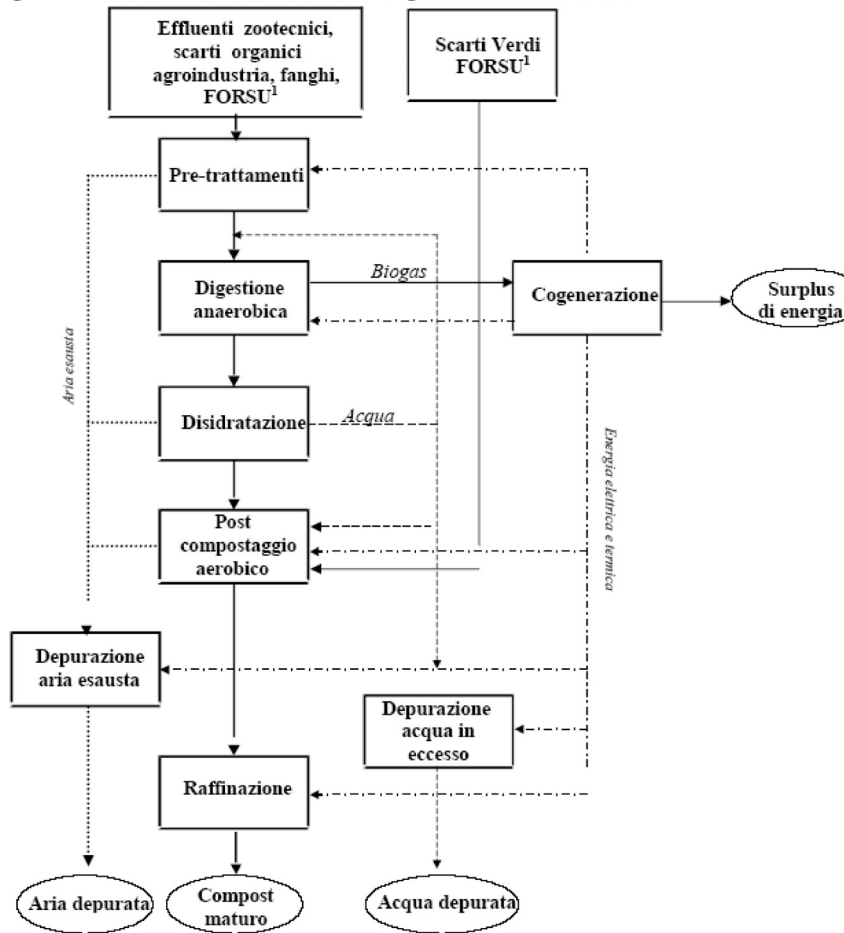 Effluenti zootecnici,
scarti organici
agroindustria, fanghi,
FORSU¹
Scarti Verdi
FORSU¹
Pre-trattamenti
Biogas
Digestione
anaerobica
Cogenerazione
Surplus
di energia
Aria esausta
Disidratazione
Acqua
Energia elettrica e termica
Post
compostaggio
aerobico
Depurazione
aria esausta
Depurazione
acqua in
eccesso
Raffinazione
Aria depurata
Compost
maturo
Acqua depurata